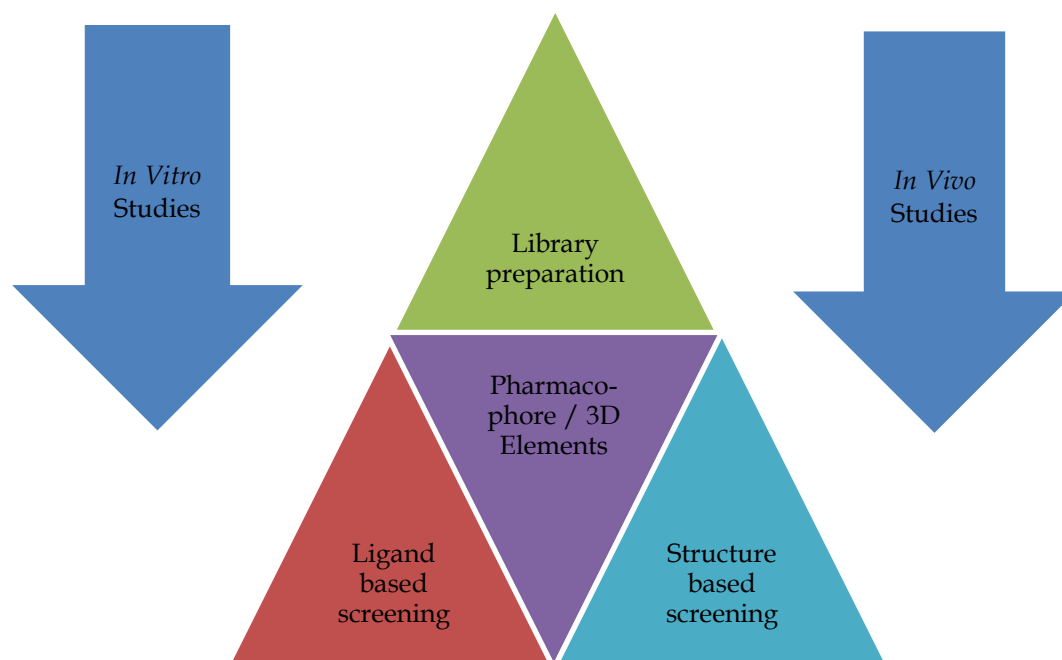 In Vitro
Studies
In Vivo
Studies
Library
preparation
Pharmaco-
phore / 3D
Elements
Ligand
based
screening
Structure
based
screening